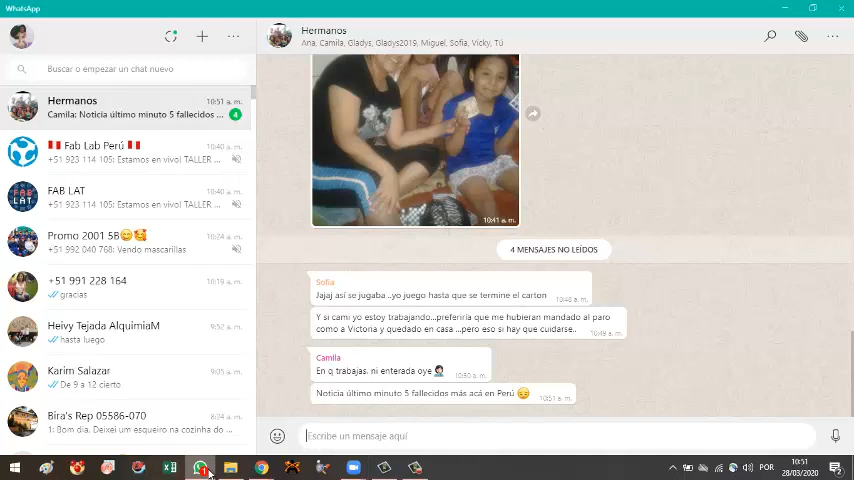 WhatsApp
Hermanos
Ana, Camila, Gladys, Gladys2019, Miguel, Sofia, Vicky, Tú
Buscar o empezar un chat nuevo
Hermanos 10:51 a. m.
Camila: Noticia último minuto 5 fallecidos ... 4
Fab Lab Perú 10:40 a. m.
+51 923 114 105: Estamos en vivo! TALLER ...
FAB LAT 10:40 a. m.
+51 923 114 105: Estamos en vivo! TALLER ...
Promo 2001 5B 10:24 a. m.
+51 992 040 768: Vendo mascarillas
+51 991 228 164 10:19 a. m.
gracias
Heivy Tejada AlquimiaM 9:52 a. m.
hasta luego
Karim Salazar 9:05 a. m.
De 9 a 12 cierto
Bira's Rep 05586-070 8:24 a. m.
1: Bom dia. Deixei um esqueiro na cozinha do ...
10:41 a. m.
4 MENSAJES NO LEÍDOS
Sofia
Jajaj así se jugaba ..yo juego hasta que se termine el carton 10:48 a. m.
Y si cami yo estoy trabajando...preferiría que me hubieran mandado al paro
como a Victoria y quedado en casa ...pero eso si hay que cuidarse.. 10:49 a. m.
Camila
En q trabajas, ni enterada oye 10:50 a. m.
Noticia último minuto 5 fallecidos más acá en Perú 10:51 a. m.
Escribe un mensaje aquí
FAB LAT
1
POR
10:51
28/03/2020
2